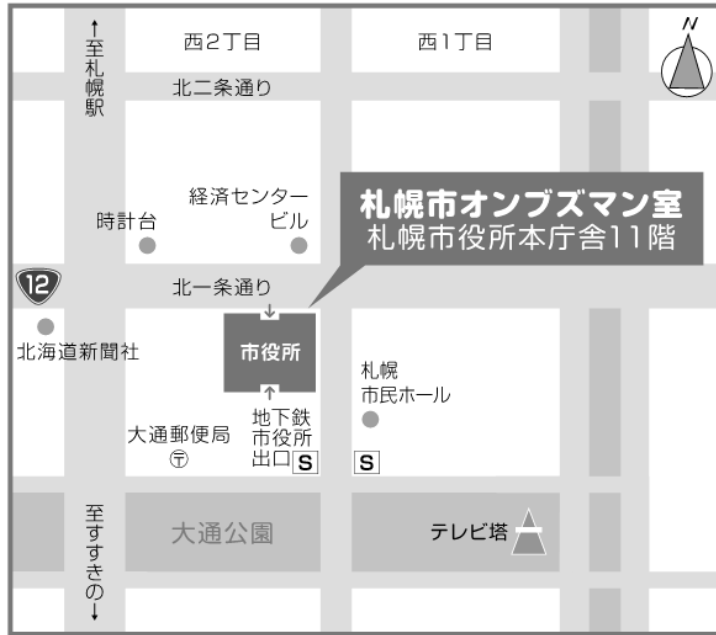 ↑至札幌駅
西2丁目
西1丁目
N
北二条通り
経済センター
ビル
時計台
札幌市オンブズマン室
札幌市役所本庁舎11階
12
北一条通り
北海道新聞社
市役所
札幌
市民ホール
大通郵便局
〒
地下鉄
市役所
出口 S
S
大通公園
テレビ塔
至すすきの↓